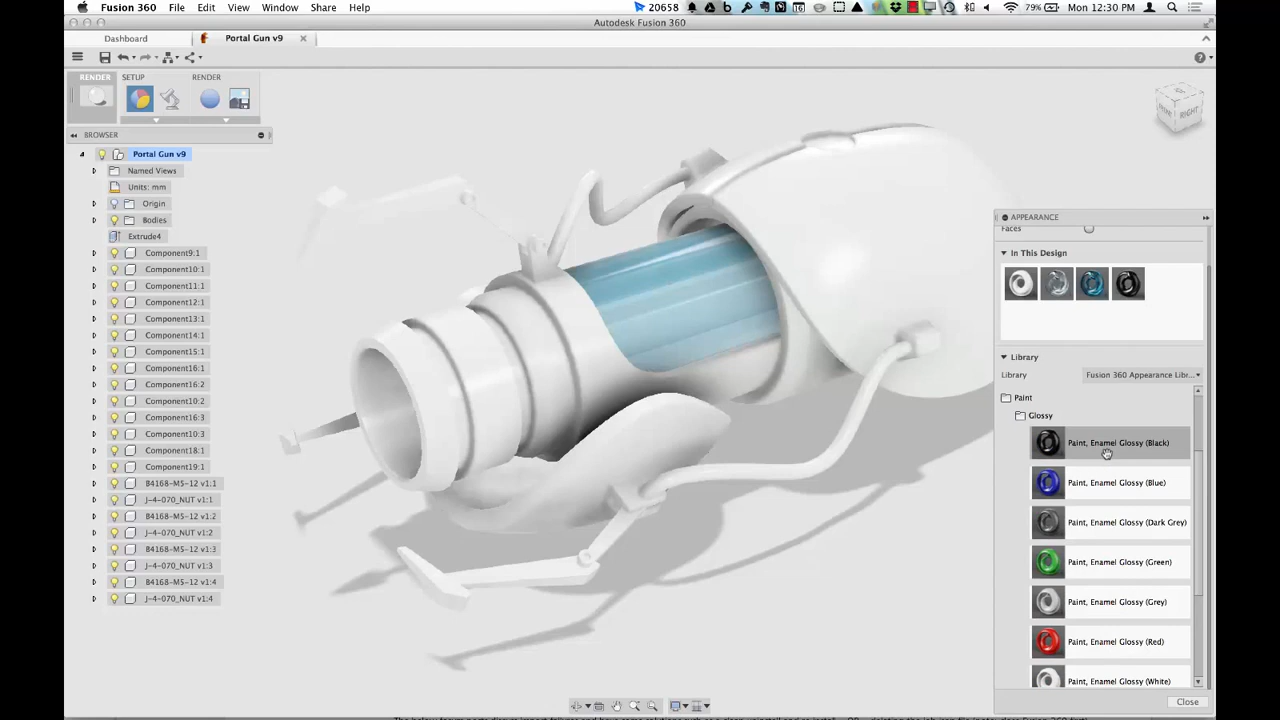 Fusion 360 File Edit View Window Share Help 20658 79% Mon 12:30 PM
Autodesk Fusion 360
Dashboard Portal Gun v9
RENDER SETUP RENDER
BROWSER
Portal Gun v9
Named Views
Units: mm
Origin
Bodies
Extrude4
Component9:1
Component10:1
Component11:1
Component12:1
Component13:1
Component14:1
Component15:1
Component16:1
Component16:2
Component10:2
Component16:3
Component10:3
Component18:1
Component19:1
B4168-M5-12 v1:1
J-4-070_NUT v1:1
B4168-M5-12 v1:2
J-4-070_NUT v1:2
B4168-M5-12 v1:3
J-4-070_NUT v1:3
B4168-M5-12 v1:4
J-4-070_NUT v1:4
RIGHT
APPEARANCE
Faces
In This Design
Library
Library Fusion 360 Appearance Libr...
Paint
Glossy
Paint, Enamel Glossy (Black)
Paint, Enamel Glossy (Blue)
Paint, Enamel Glossy (Dark Grey)
Paint, Enamel Glossy (Green)
Paint, Enamel Glossy (Grey)
Paint, Enamel Glossy (Red)
Paint, Enamel Glossy (White)
Close